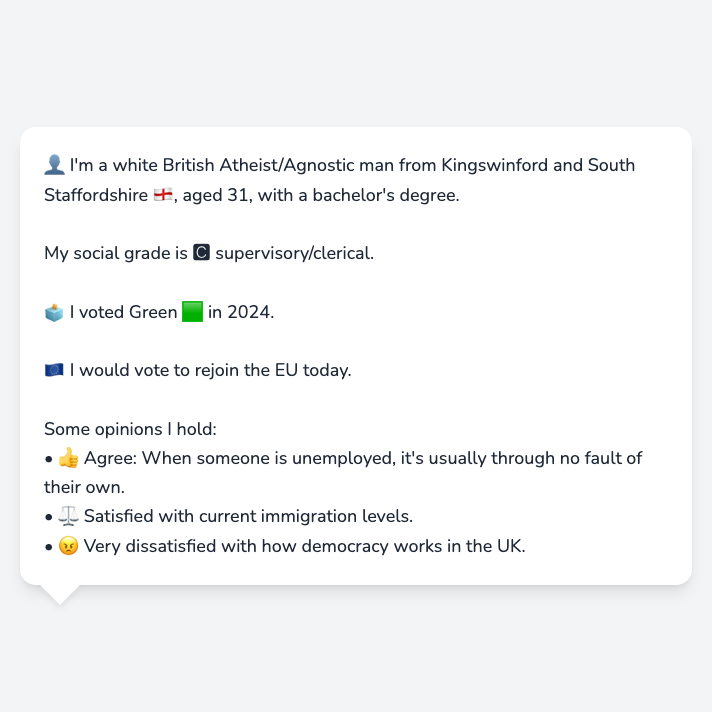 👤 I'm a white British Atheist/Agnostic man from Kingswinford and South
Staffordshire 🏴󠁧󠁢󠁥󠁮󠁧󠁿, aged 31, with a bachelor's degree.
My social grade is 🅲 supervisory/clerical.
🗳️ I voted Green 🟩 in 2024.
🇪🇺 I would vote to rejoin the EU today.
Some opinions I hold:
• 👍 Agree: When someone is unemployed, it's usually through no fault of
their own.
• ⚖️ Satisfied with current immigration levels.
• 😠 Very dissatisfied with how democracy works in the UK.